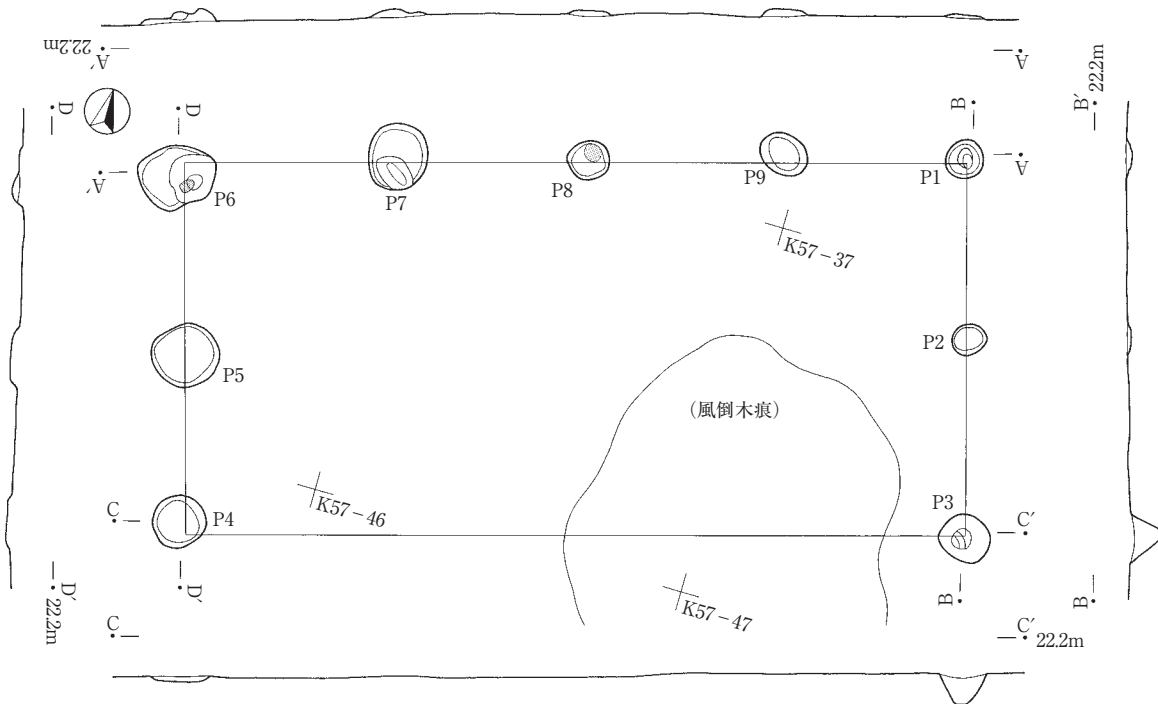 22.2m
A′
A
D
D
B
B′
22.2m
A′
A
P6
P7
P8
P9
P1
K57-37
P2
P5
(風倒木痕)
K57-46
P3
C
P4
C′
D′
22.2m
D′
K57-47
B
B
C
C′
22.2m